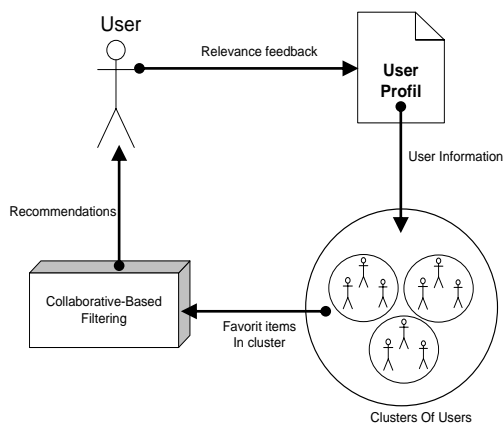 User
Relevance feedback
User
Profil
User Information
Recommendations
Collaborative-Based
Filtering
Favorit items
In cluster
Clusters Of Users